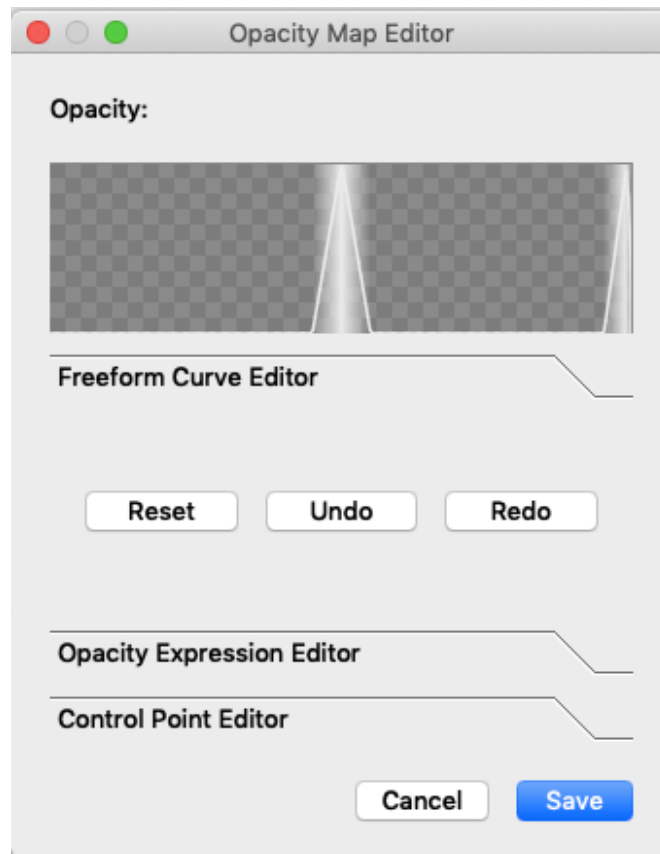 Opacity Map Editor
Opacity:
Freeform Curve Editor
Reset Undo Redo
Opacity Expression Editor
Control Point Editor
Cancel Save